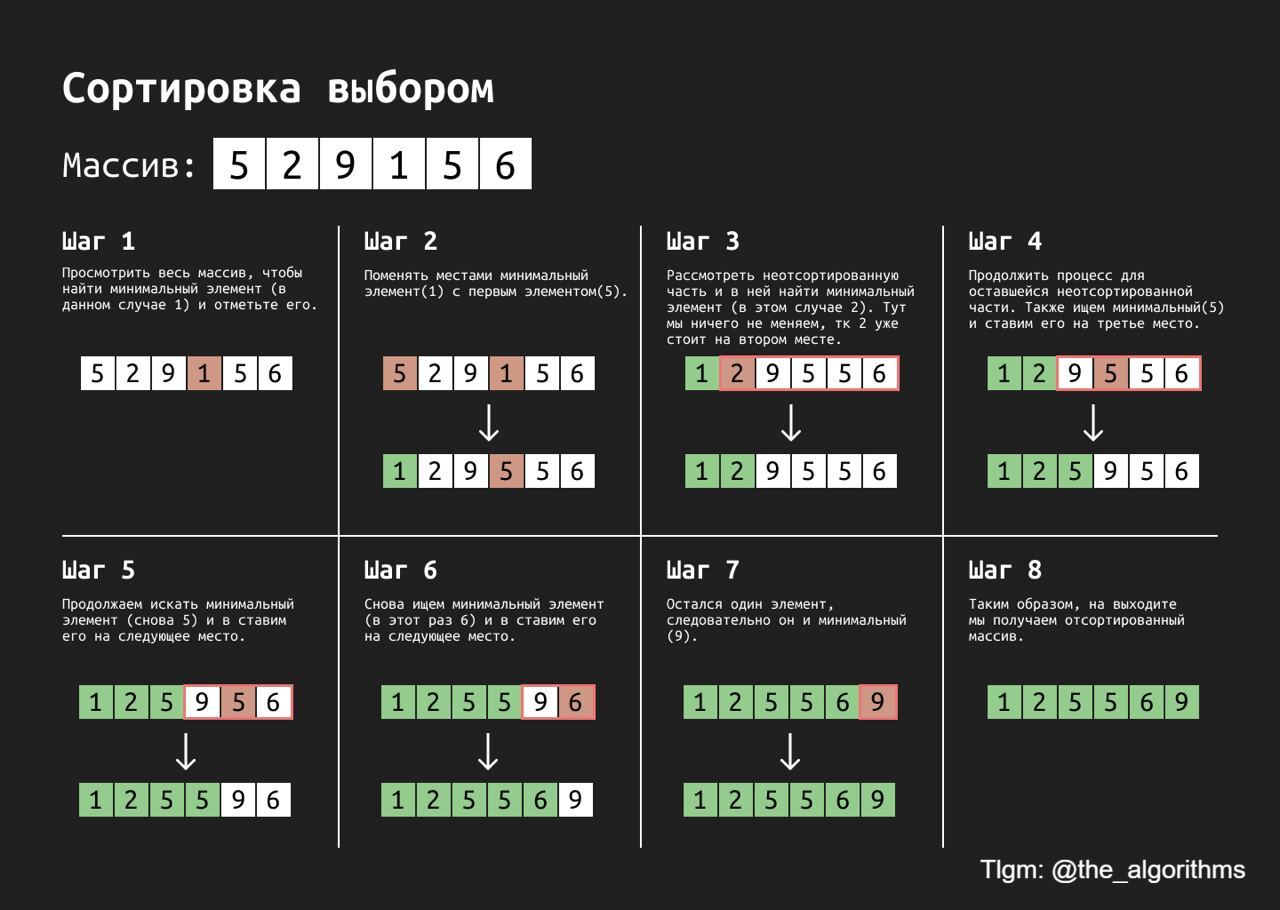 Сортировка выбором
Массив: 5 2 9 1 5 6
Шаг 1
Просмотреть весь массив, чтобы
найти минимальный элемент (в
данном случае 1) и отметьте его.
5 2 9 1 5 6
Шаг 2
Поменять местами минимальный
элемент(1) с первым элементом(5).
5 2 9 1 5 6
1 2 9 5 5 6
Шаг 3
Рассмотреть неотсортированную
часть и в ней найти минимальный
элемент (в этом случае 2). Тут
мы ничего не меняем, тк 2 уже
стоит на втором месте.
1 2 9 5 5 6
1 2 9 5 5 6
Шаг 4
Продолжить процесс для
оставшейся неотсортированной
части. Также ищем минимальный(5)
и ставим его на третье место.
1 2 9 5 5 6
1 2 5 9 5 6
Шаг 5
Продолжаем искать минимальный
элемент (снова 5) и в ставим
его на следующее место.
1 2 5 9 5 6
1 2 5 5 9 6
Шаг 6
Снова ищем минимальный элемент
(в этот раз 6) и в ставим его
на следующее место.
1 2 5 5 9 6
1 2 5 5 6 9
Шаг 7
Остался один элемент,
следовательно он и минимальный
(9).
1 2 5 5 6 9
1 2 5 5 6 9
Шаг 8
Таким образом, на выходите
мы получаем отсортированный
массив.
1 2 5 5 6 9
Tlgm: @the_algorithms